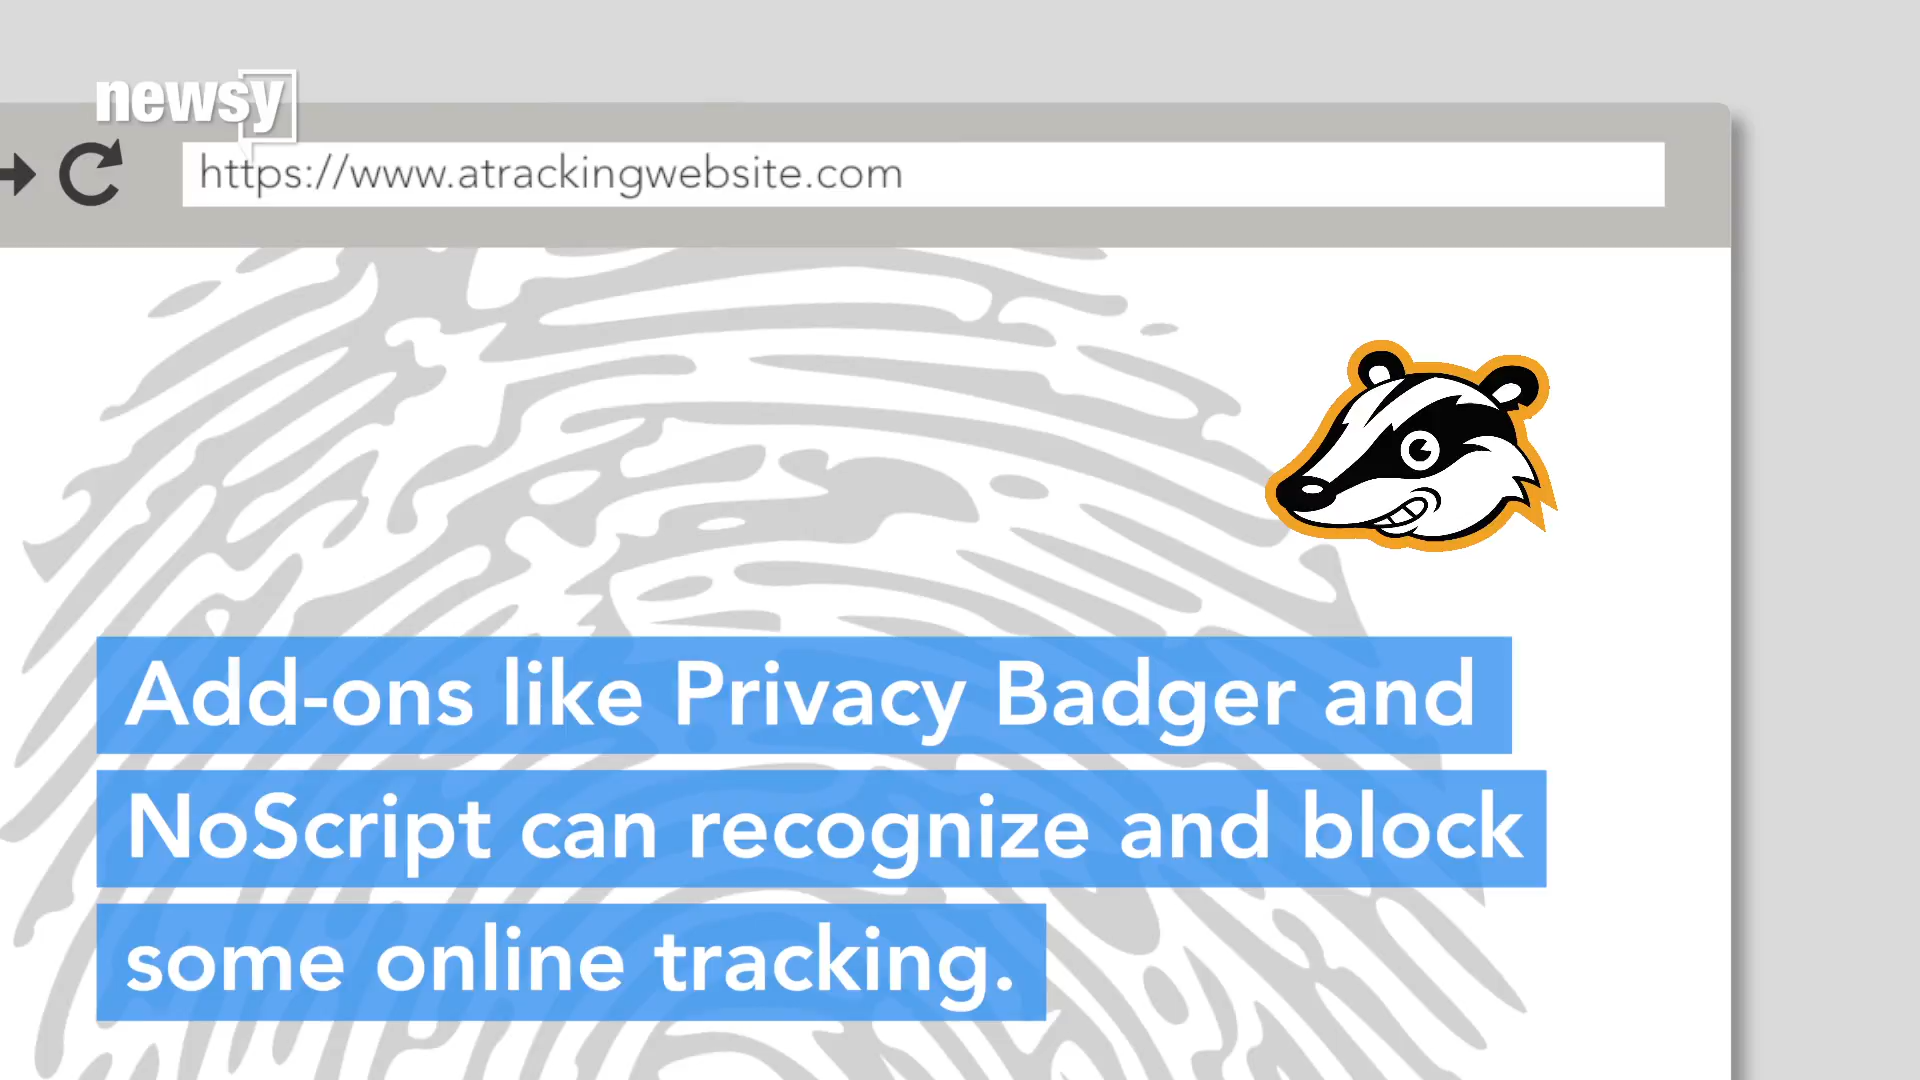 newsy
https://www.atrackingwebsite.com
Add-ons like Privacy Badger and
NoScript can recognize and block
some online tracking.